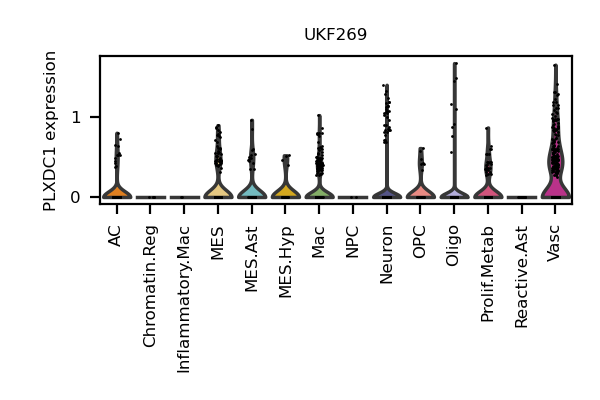 UKF269
PLXDC1 expression
1
0
AC
Chromatin.Reg
Inflammatory.Mac
MES
MES.Ast
MES.Hyp
Mac
NPC
Neuron
OPC
Oligo
Prolif.Metab
Reactive.Ast
Vasc